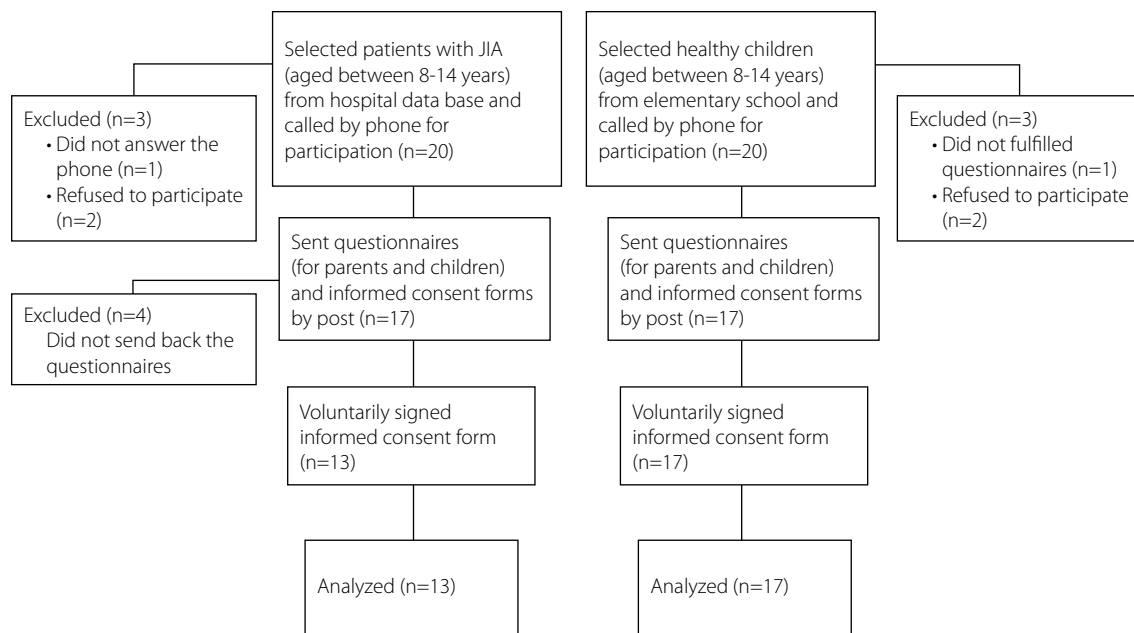 Selected patients with JIA
(aged between 8-14 years)
from hospital data base and
called by phone for
participation (n=20)
Selected healthy children
(aged between 8-14 years)
from elementary school and
called by phone for
participation (n=20)
Excluded (n=3)
• Did not answer the
phone (n=1)
• Refused to participate
(n=2)
Excluded (n=3)
• Did not fulfilled
questionnaires (n=1)
• Refused to participate
(n=2)
Sent questionnaires
(for parents and children)
and informed consent forms
by post (n=17)
Sent questionnaires
(for parents and children)
and informed consent forms
by post (n=17)
Excluded (n=4)
Did not send back the
questionnaires
Voluntarily signed
informed consent form
(n=13)
Voluntarily signed
informed consent form
(n=17)
Analyzed (n=13)
Analyzed (n=17)